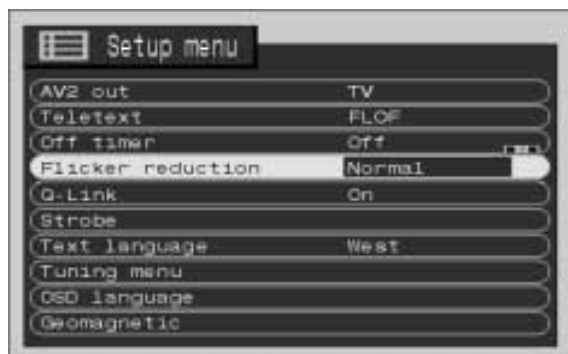 Setup menu
AV2 out TV
Teletext FLOF
Off timer Off
Flicker reduction Normal
Q-Link On
Strobe
Text language West
Tuning menu
OSD language
Geomagnetic